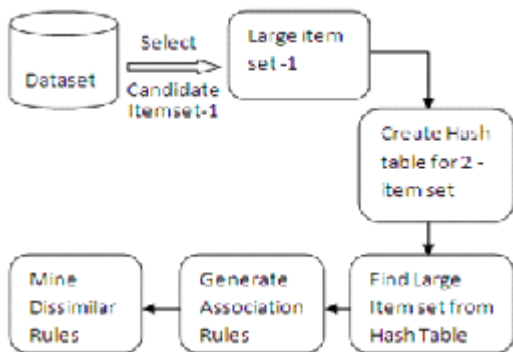 Dataset
Select
Candidate
Itemset-1
Large item
set -1
Create Hash
table for 2 -
item set
Find Large
Item set from
Hash Table
Generate
Association
Rules
Mine
Dissimilar
Rules